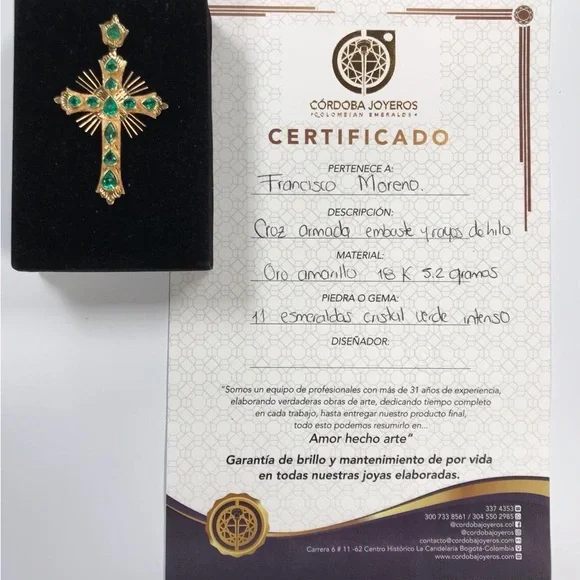 CÓRDOBA JOYEROS
•COLOMBIAN EMERALDS•
CERTIFICADO
PERTENECE A:
Francisco Moreno.
DESCRIPCIÓN:
Croz armada embaste y rayos de hilo
MATERIAL:
Oro amarillo 18 K 5.2 gramos
PIEDRA O GEMA:
11 esmeraldas cristal verde intenso
DISEÑADOR:
"Somos un equipo de profesionales con más de 31 años de experiencia,
elaborando verdaderas obras de arte, dedicando tiempo completo
en cada trabajo, hasta entregar nuestro producto final,
todo esto podemos resumirlo en...
Amor hecho arte"
Garantía de brillo y mantenimiento de por vida
en todas nuestras joyas elaboradas.
337 4353
300 733 8561 / 304 550 2985
@cordobajoyeros.col
@cordobajoyeros
contacto@cordobajoyeros.com
Carrera 6 # 11 -62 Centro Histórico La Candelaria Bogotá-Colombia
www.cordobajoyeros.com